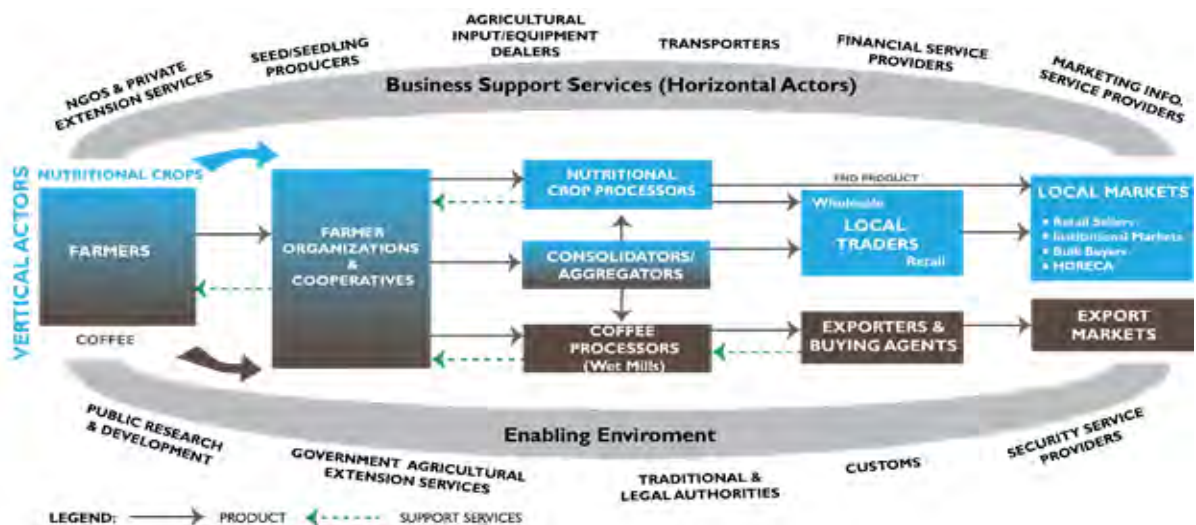 AGRICULTURAL
INPUT/EQUIPMENT
DEALERS
SEED/SEEDLING
PRODUCERS
TRANSPORTERS
FINANCIAL SERVICE
PROVIDERS
NGOS & PRIVATE
EXTENSION SERVICES
MARKETING INFO.
SERVICE PROVIDERS
Business Support Services (Horizontal Actors)
VERTICAL ACTORS
NUTRITIONAL CROPS
FARMERS
COFFEE
FARMER
ORGANIZATIONS
&
COOPERATIVES
NUTRITIONAL
CROP PROCESSORS
CONSOLIDATORS/
AGGREGATORS
COFFEE
PROCESSORS
(Wet Mills)
END PRODUCT
Wholesale
LOCAL
TRADERS
Retail
EXPORTERS &
BUYING AGENTS
LOCAL MARKETS
• Retail Sellers
• Institutional Markets
• Bulk Buyers
• HORECA
EXPORT
MARKETS
Enabling Enviroment
PUBLIC RESEARCH
& DEVELOPMENT
GOVERNMENT AGRICULTURAL
EXTENSION SERVICES
TRADITIONAL &
LEGAL AUTHORITIES
CUSTOMS
SECURITY SERVICE
PROVIDERS
LEGEND: PRODUCT SUPPORT SERVICES